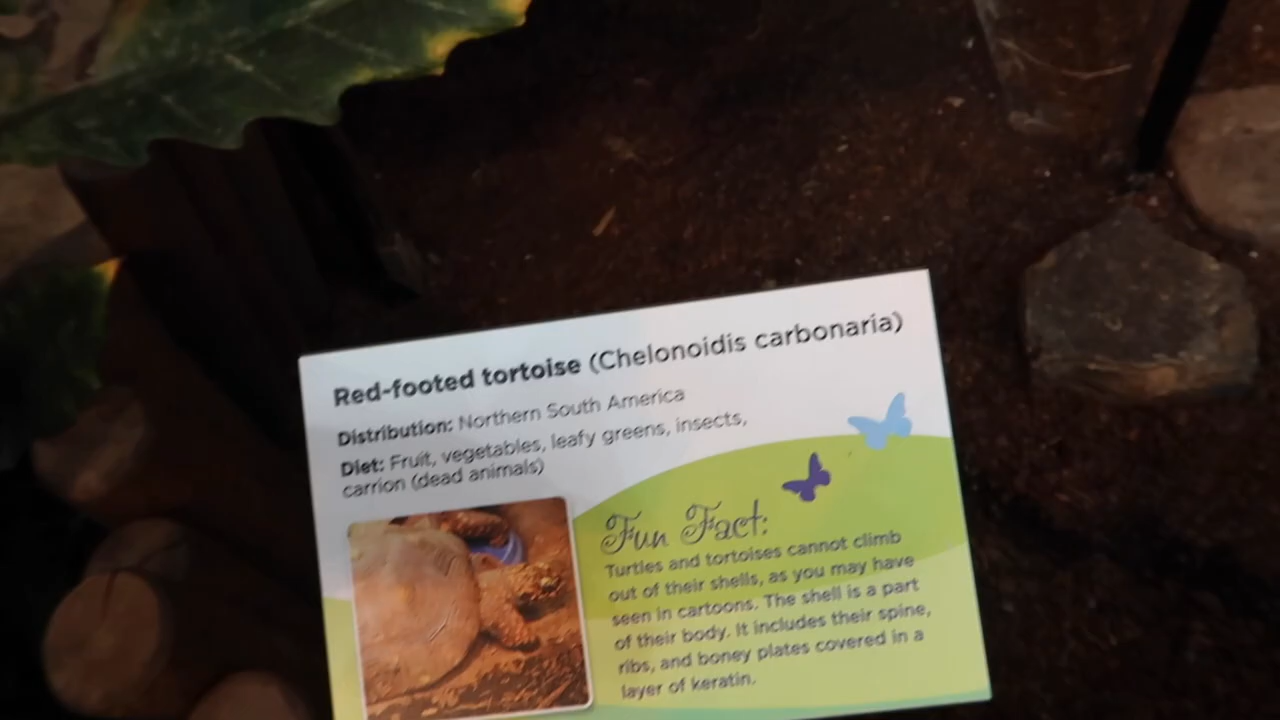 Red-footed tortoise (Chelonoidis carbonaria)
Distribution: Northern South America
Diet: Fruit, vegetables, leafy greens, insects,
carrion (dead animals)
Fun Fact:
Turtles and tortoises cannot climb
out of their shells, as you may have
seen in cartoons. The shell is a part
of their body. It includes their spine,
ribs, and boney plates covered in a
layer of keratin.